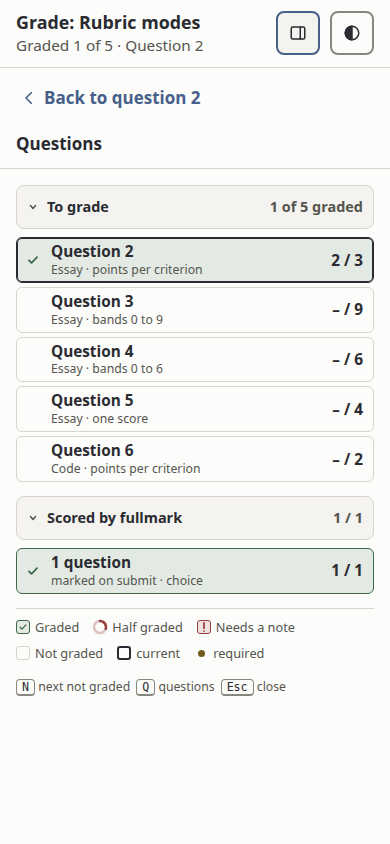 Grade: Rubric modes
Graded 1 of 5 · Question 2
Back to question 2
Questions
To grade 1 of 5 graded
Question 2
Essay · points per criterion
2 / 3
Question 3
Essay · bands 0 to 9
– / 9
Question 4
Essay · bands 0 to 6
– / 6
Question 5
Essay · one score
– / 4
Question 6
Code · points per criterion
– / 2
Scored by fullmark 1 / 1
1 question
marked on submit · choice
1 / 1
Graded Half graded Needs a note
Not graded current required
N next not graded Q questions Esc close